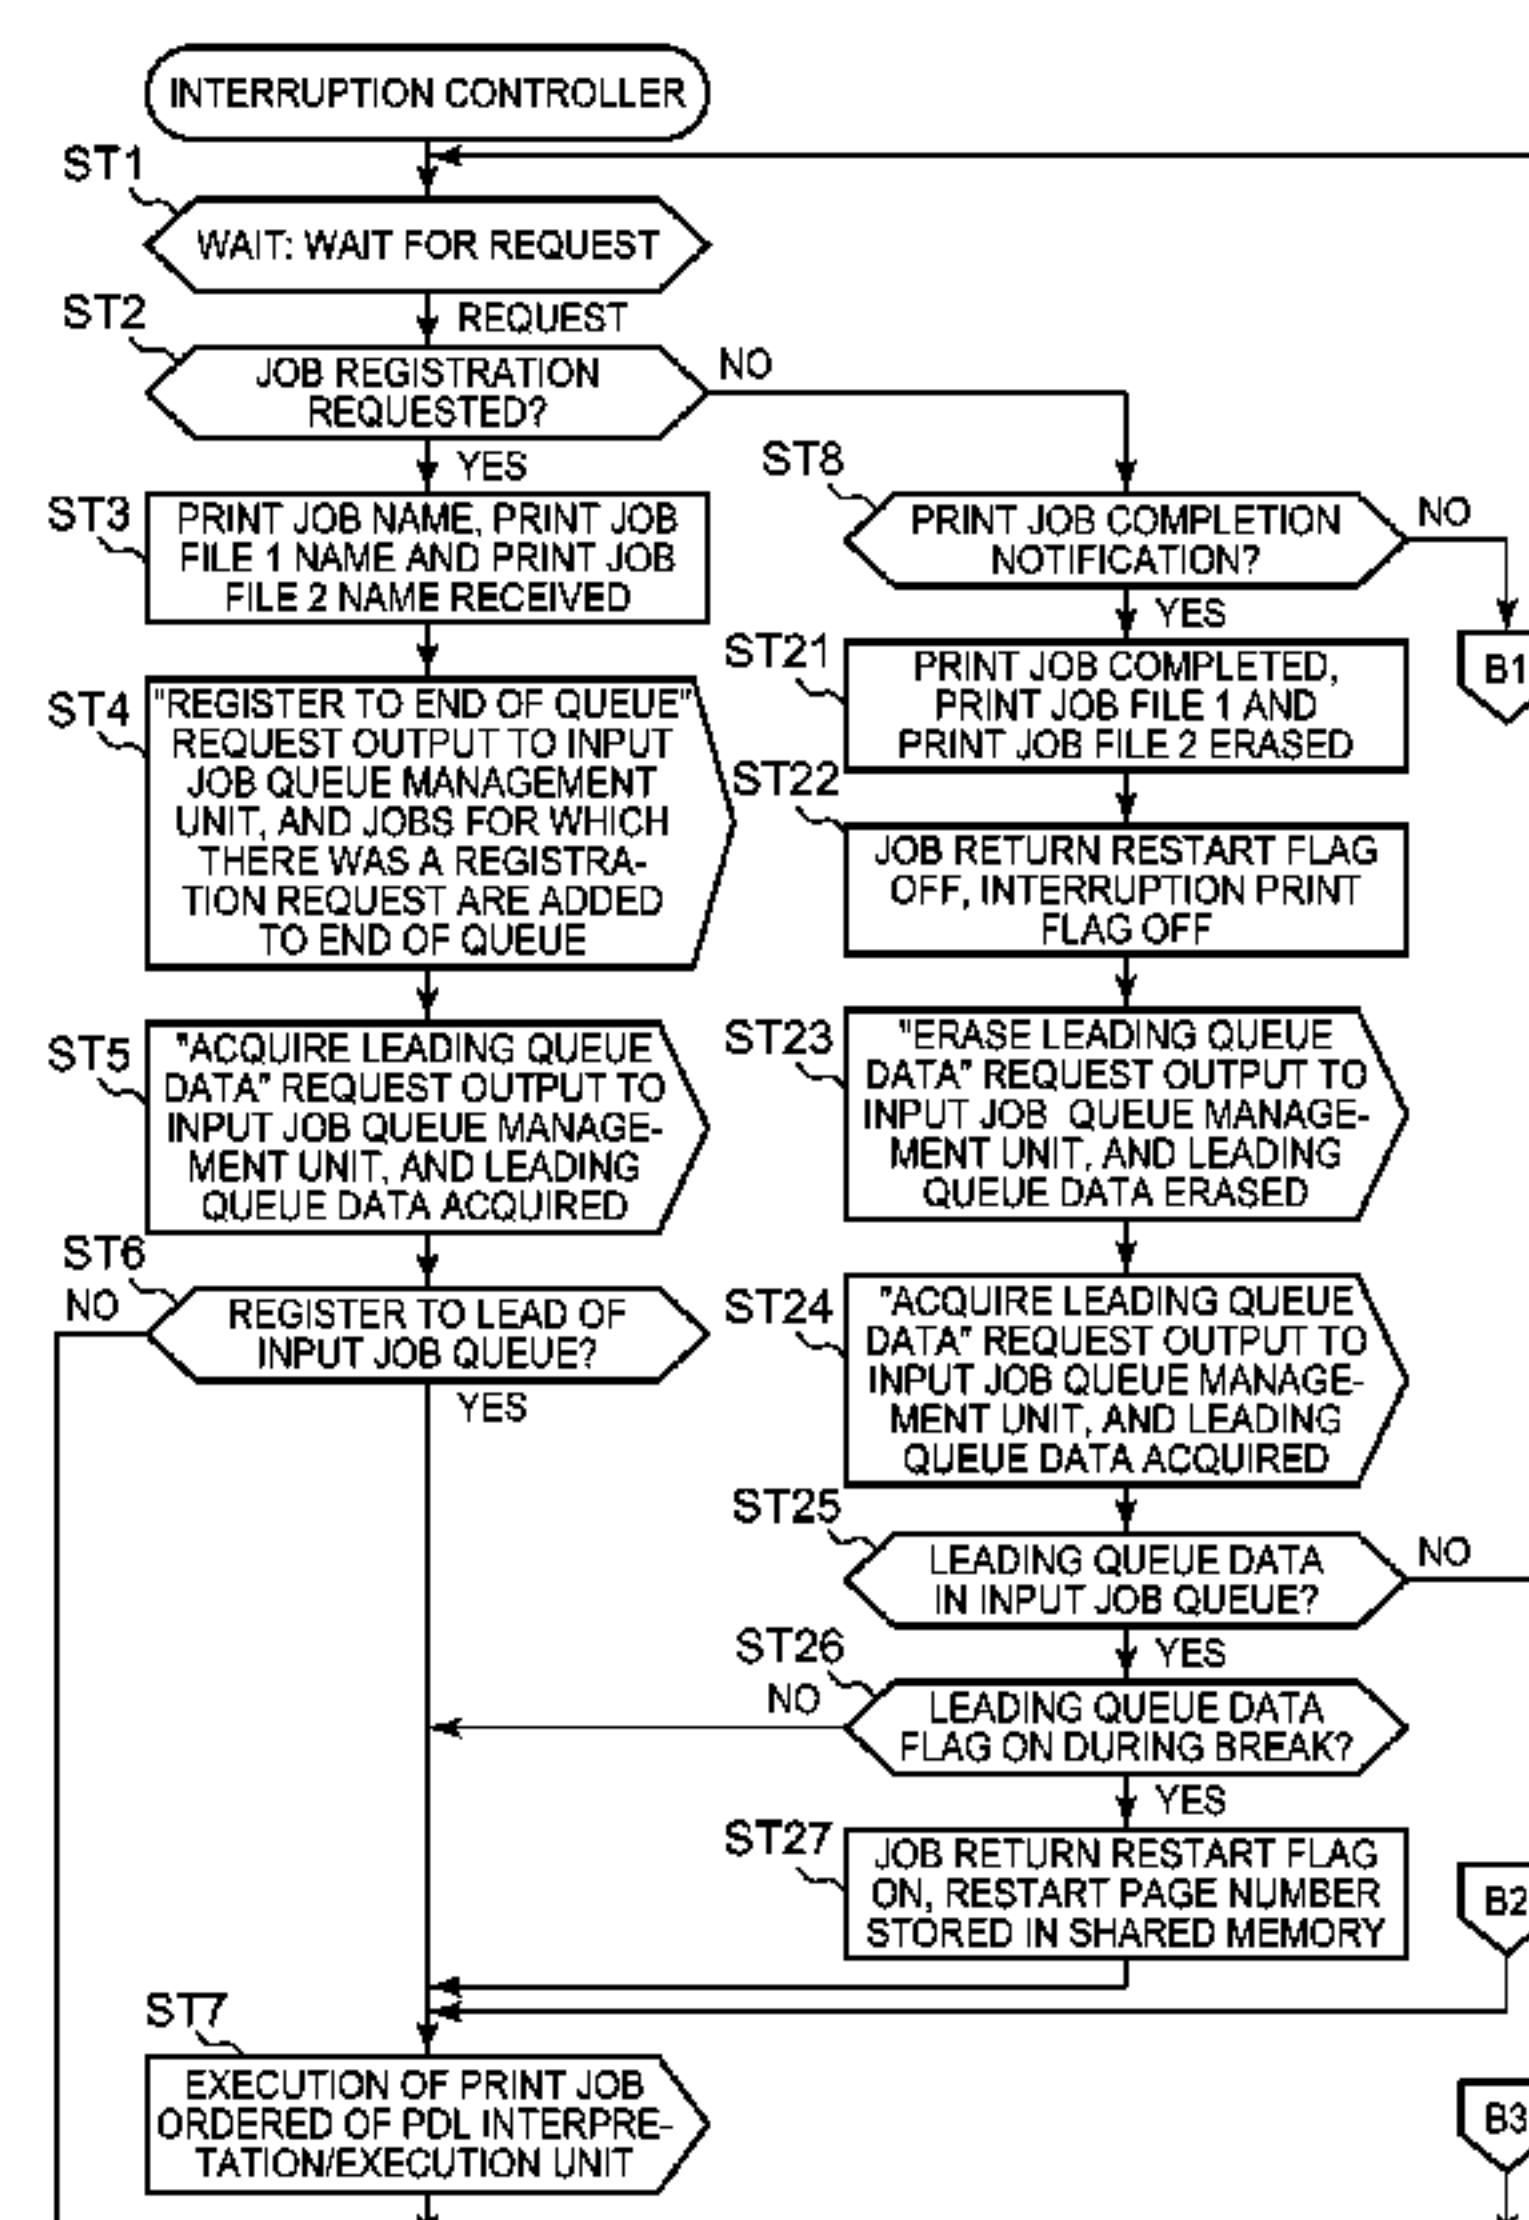 INTERRUPTION CONTROLLER
ST1
WAIT: WAIT FOR REQUEST
REQUEST
ST2
JOB REGISTRATION
REQUESTED?
NO
YES
ST3
PRINT JOB NAME, PRINT JOB
FILE 1 NAME AND PRINT JOB
FILE 2 NAME RECEIVED
ST4
"REGISTER TO END OF QUEUE"
REQUEST OUTPUT TO INPUT
JOB QUEUE MANAGEMENT
UNIT, AND JOBS FOR WHICH
THERE WAS A REGISTRA-
TION REQUEST ARE ADDED
TO END OF QUEUE
ST5
"ACQUIRE LEADING QUEUE
DATA" REQUEST OUTPUT TO
INPUT JOB QUEUE MANAGE-
MENT UNIT, AND LEADING
QUEUE DATA ACQUIRED
ST6
NO
REGISTER TO LEAD OF
INPUT JOB QUEUE?
YES
ST8
PRINT JOB COMPLETION
NOTIFICATION?
NO
B1
YES
ST21
PRINT JOB COMPLETED,
PRINT JOB FILE 1 AND
PRINT JOB FILE 2 ERASED
ST22
JOB RETURN RESTART FLAG
OFF, INTERRUPTION PRINT
FLAG OFF
ST23
"ERASE LEADING QUEUE
DATA" REQUEST OUTPUT TO
INPUT JOB QUEUE MANAGE-
MENT UNIT, AND LEADING
QUEUE DATA ERASED
ST24
"ACQUIRE LEADING QUEUE
DATA" REQUEST OUTPUT TO
INPUT JOB QUEUE MANAGE-
MENT UNIT, AND LEADING
QUEUE DATA ACQUIRED
ST25
LEADING QUEUE DATA
IN INPUT JOB QUEUE?
NO
YES
ST26
NO
LEADING QUEUE DATA
FLAG ON DURING BREAK?
YES
ST27
JOB RETURN RESTART FLAG
ON, RESTART PAGE NUMBER
STORED IN SHARED MEMORY
B2
ST7
EXECUTION OF PRINT JOB
ORDERED OF PDL INTERPRE-
TATION/EXECUTION UNIT
B3